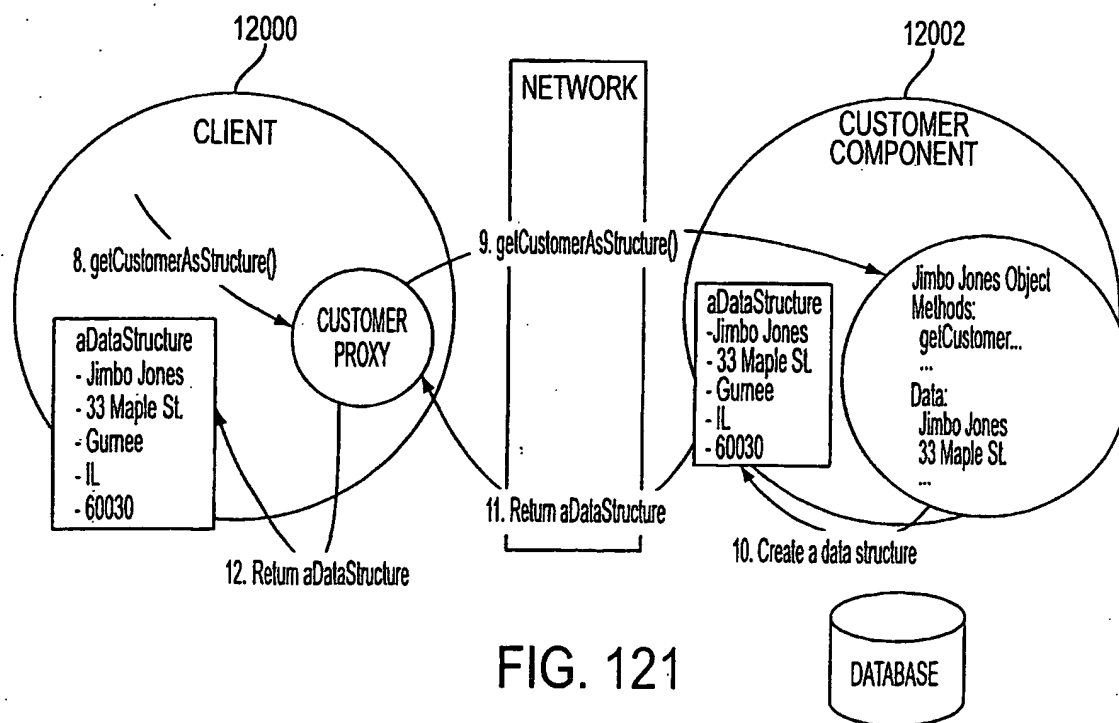 12000
12002
CLIENT
NETWORK
CUSTOMER
COMPONENT
8. getCustomerAsStructure()
9. getCustomerAsStructure()
CUSTOMER
PROXY
aDataStructure
- Jimbo Jones
- 33 Maple St.
- Gurnee
- IL
- 60030
aDataStructure
-Jimbo Jones
- 33 Maple St.
- Gurnee
- IL
- 60030
Jimbo Jones Object
Methods:
getCustomer...
...
Data:
Jimbo Jones
33 Maple St.
...
11. Return aDataStructure
10. Create a data structure
12. Return aDataStructure
FIG. 121
DATABASE